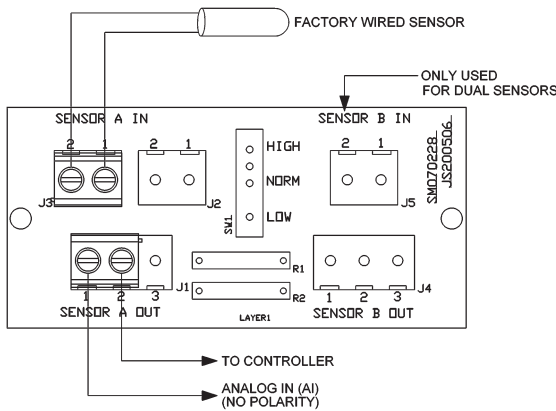 FACTORY WIRED SENSOR
ONLY USED
FOR DUAL SENSORS
SENSOR A IN
SENSOR B IN
2 1
J3
2 1
J2
HIGH
NORM
LOW
SW1
2 1
J5
SM070228
JS200506
1 2 3
J1
SENSOR A OUT
R1
R2
LAYER1
J4
1 2 3
SENSOR B OUT
TO CONTROLLER
ANALOG IN (AI)
(NO POLARITY)